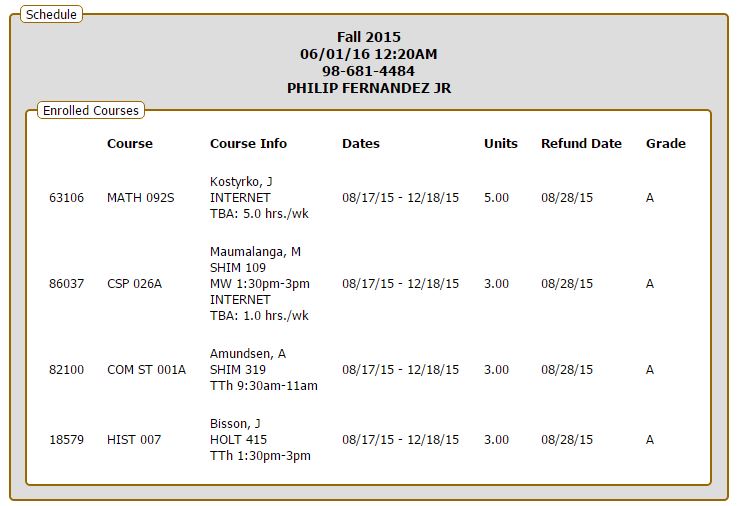 Schedule
Fall 2015
06/01/16 12:20AM
98-681-4484
PHILIP FERNANDEZ JR
Enrolled Courses
Course Course Info Dates Units Refund Date Grade
Kostyrko, J
63106 MATH 092S INTERNET 08/17/15 - 12/18/15 5.00 08/28/15 A
TBA: 5.0 hrs./wk
Maumalanga, M
SHIM 109
86037 CSP 026A MW 1:30pm-3pm 08/17/15 - 12/18/15 3.00 08/28/15 A
INTERNET
TBA: 1.0 hrs./wk
Amundsen, A
82100 COM ST 001A SHIM 319 08/17/15 - 12/18/15 3.00 08/28/15 A
TTh 9:30am-11am
Bisson, J
18579 HIST 007 HOLT 415 08/17/15 - 12/18/15 3.00 08/28/15 A
TTh 1:30pm-3pm